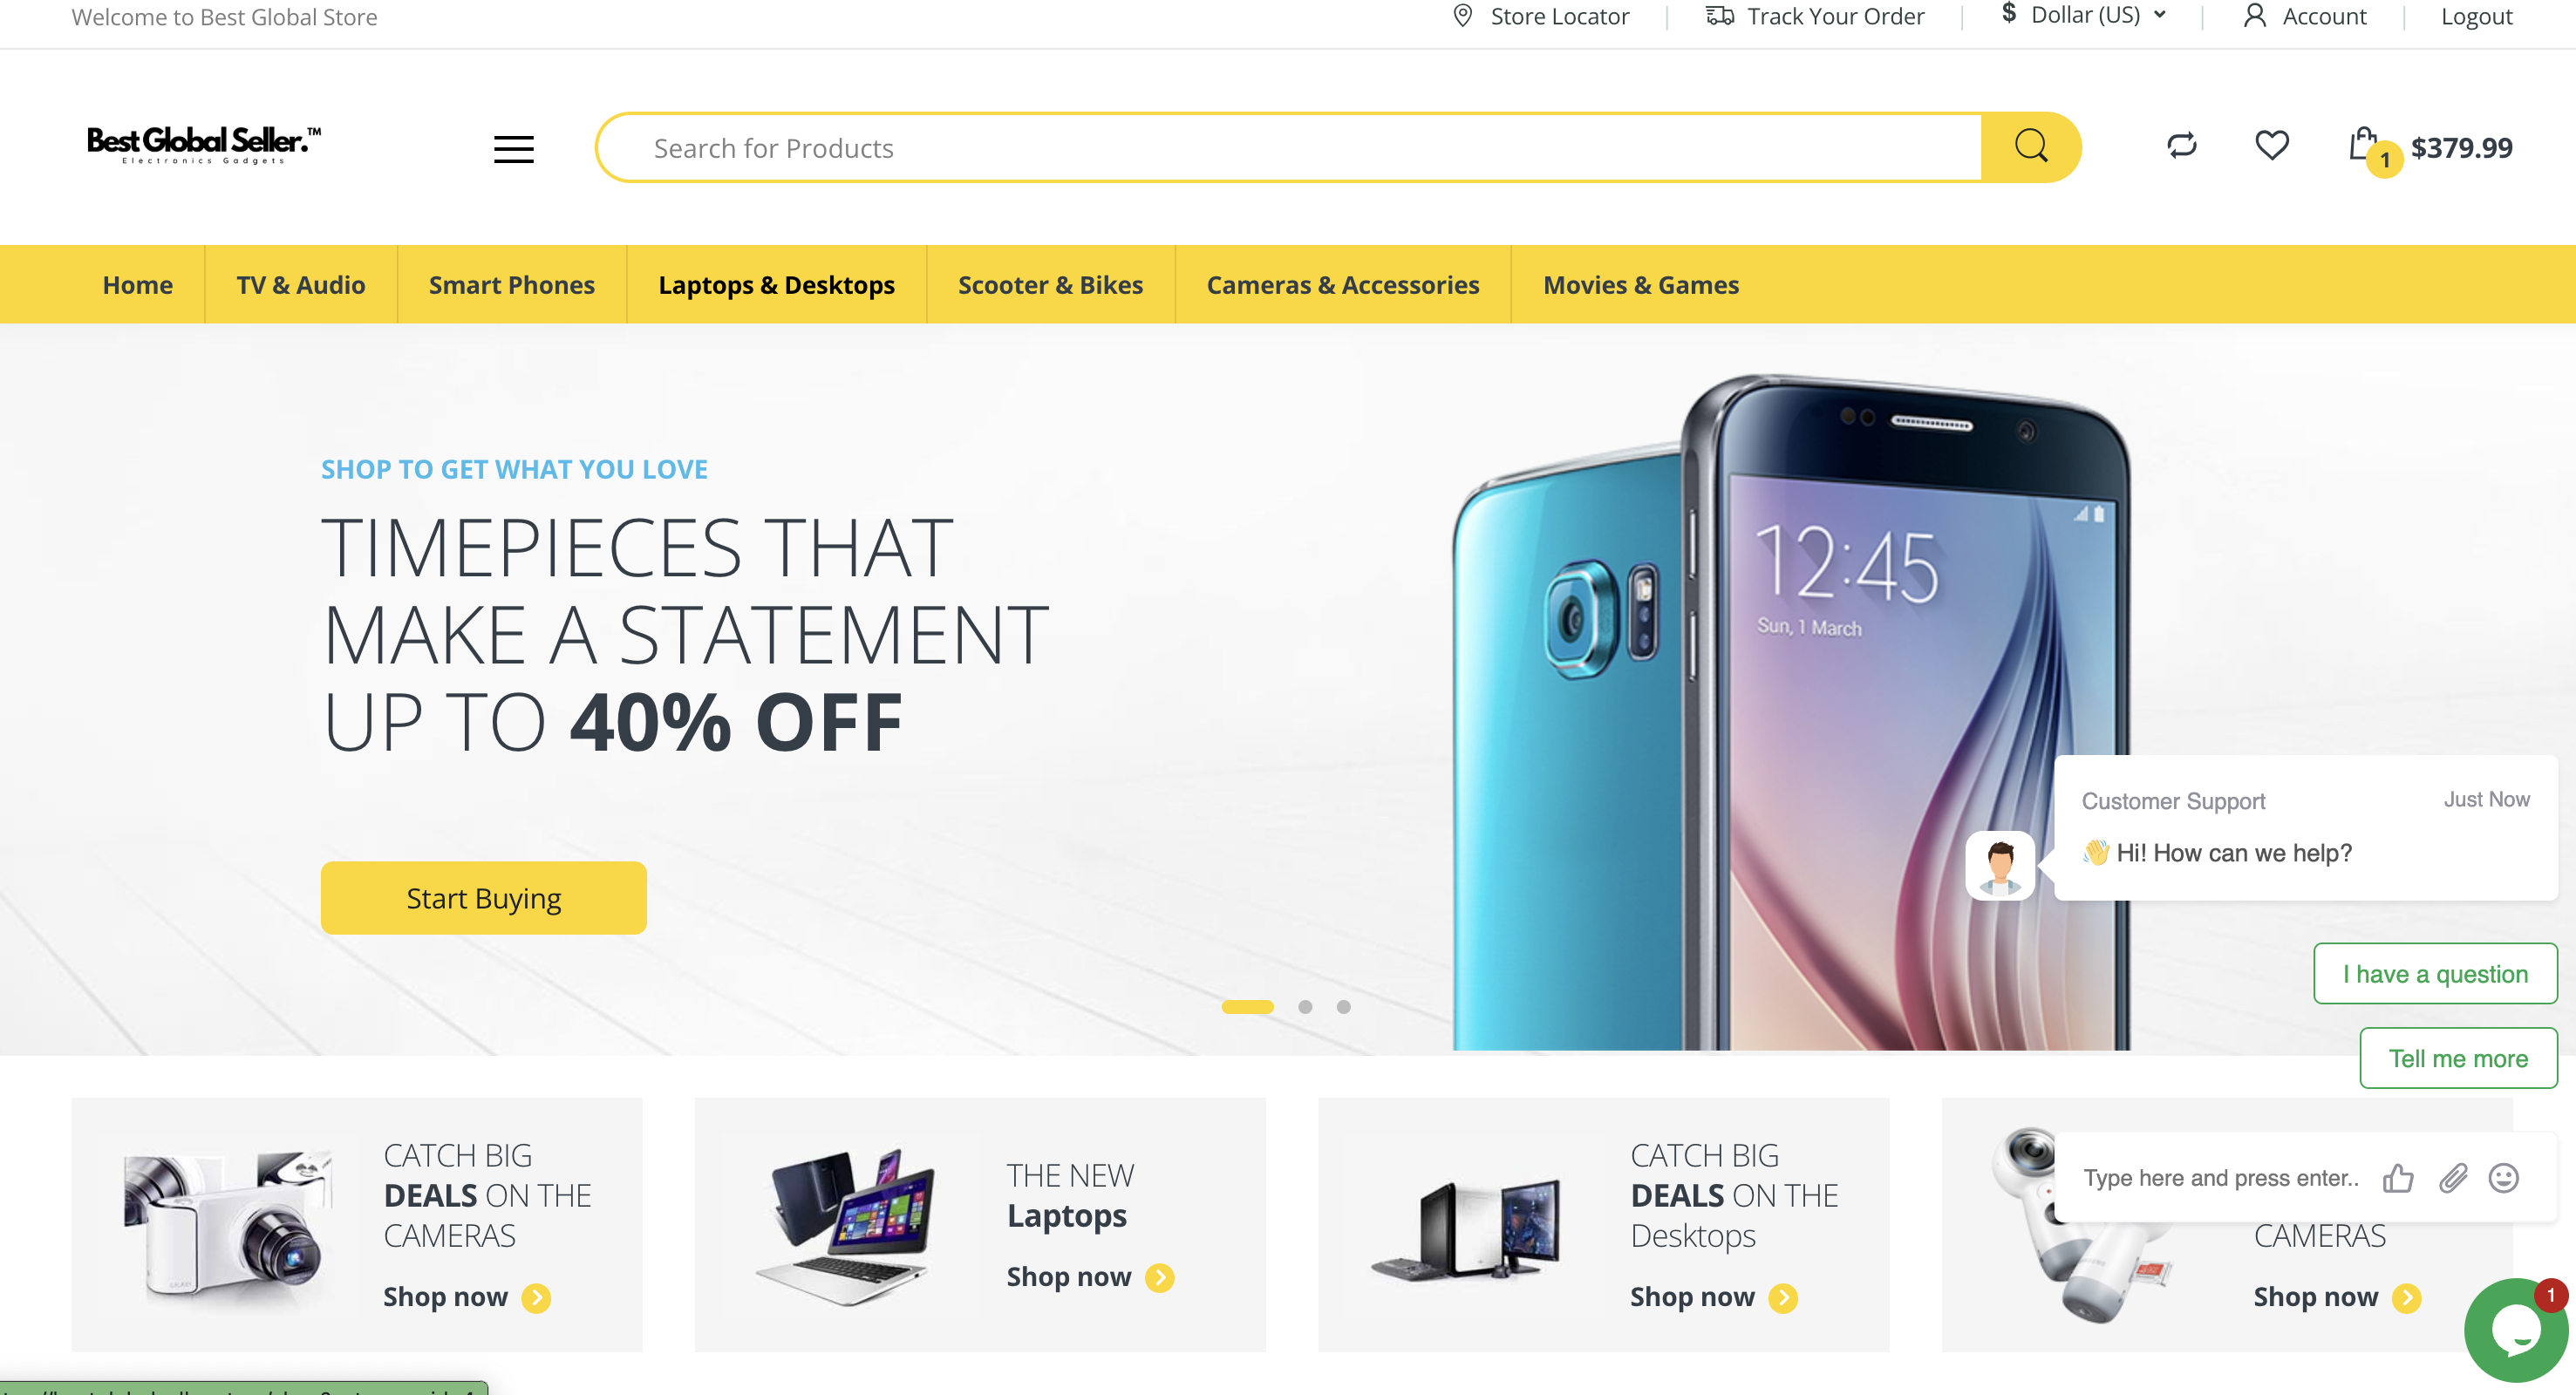 Welcome to Best Global Store
Store Locator
Track Your Order
$ Dollar (US)
Account
Logout
Best Global Seller.™
Electronics Gadgets
Search for Products
1
$379.99
Home
TV & Audio
Smart Phones
Laptops & Desktops
Scooter & Bikes
Cameras & Accessories
Movies & Games
SHOP TO GET WHAT YOU LOVE
TIMEPIECES THAT
MAKE A STATEMENT
UP TO 40% OFF
Start Buying
12:45
Sun, 1 March
Customer Support
Just Now
Hi! How can we help?
I have a question
Tell me more
CATCH BIG
DEALS ON THE
CAMERAS
Shop now
THE NEW
Laptops
Shop now
CATCH BIG
DEALS ON THE
Desktops
Shop now
Type here and press enter..
CAMERAS
Shop now
1